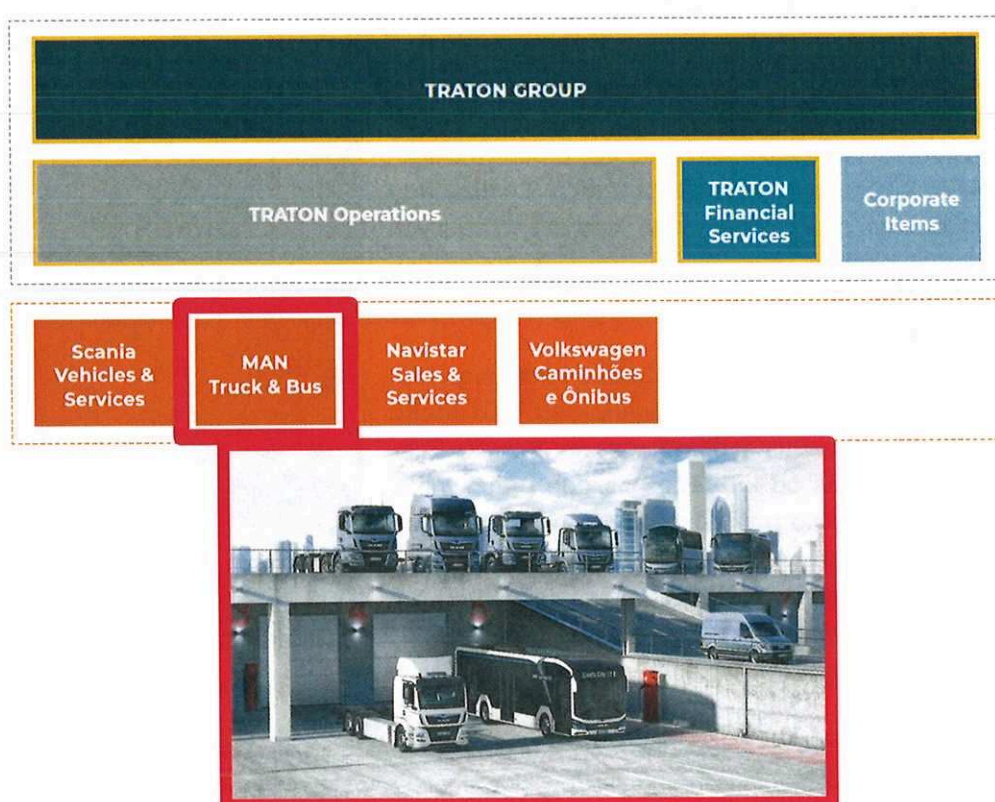 TRATON GROUP
TRATON Operations
TRATON
Financial
Services
Corporate
Items
Scania
Vehicles &
Services
MAN
Truck & Bus
Navistar
Sales &
Services
Volkswagen
Caminhões
e Ônibus